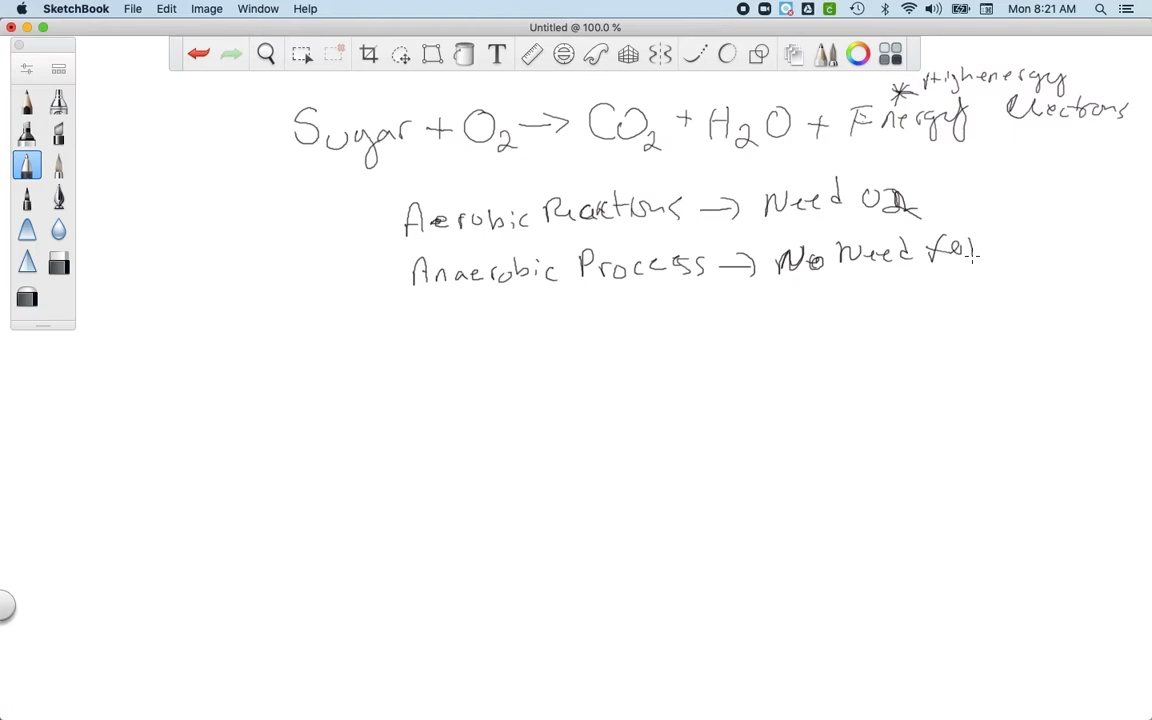 SketchBook File Edit Image Window Help Mon 8:21 AM
Untitled @ 100.0 %
*High energy
Sugar + O2 → CO2 + H2O + Energy electrons
Aerobic Reactions → Need O2
Anaerobic Process → No Need for